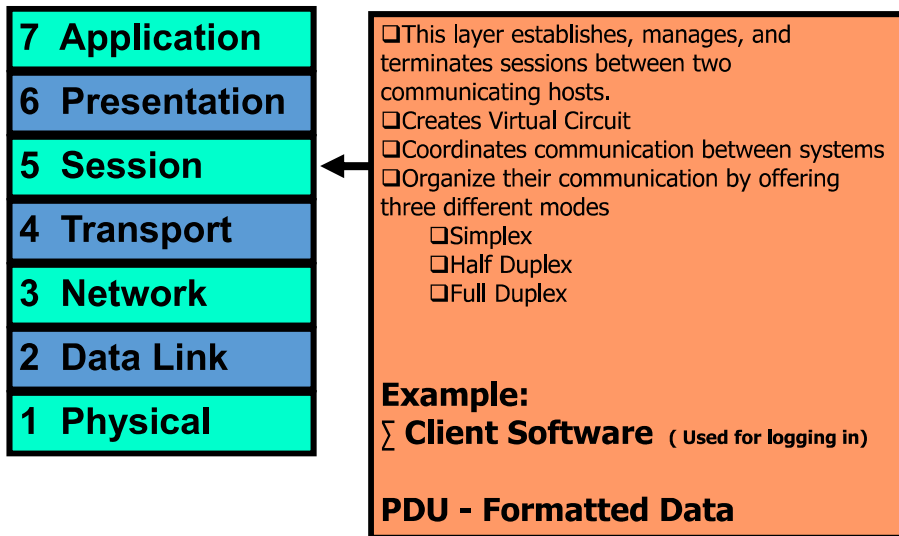 7 Application
6 Presentation
5 Session
4 Transport
3 Network
2 Data Link
1 Physical
❑This layer establishes, manages, and
terminates sessions between two
communicating hosts.
❑Creates Virtual Circuit
❑Coordinates communication between systems
❑Organize their communication by offering
three different modes
❑Simplex
❑Half Duplex
❑Full Duplex
Example:
∑ Client Software ( Used for logging in)
PDU - Formatted Data